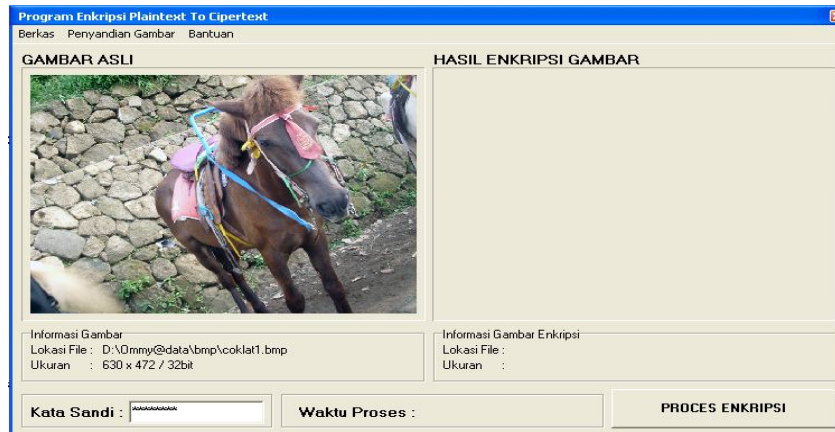 Program Enkripsi Plaintext To Cipertext
Berkas Penyandian Gambar Bantuan
GAMBAR ASLI
HASIL ENKRIPSI GAMBAR
Informasi Gambar
Lokasi File : D:\Ommy@data\bmp\coklat1.bmp
Ukuran : 630 x 472 / 32bit
Informasi Gambar Enkripsi
Lokasi File :
Ukuran :
Kata Sandi : ********
Waktu Proses :
PROCES ENKRIPSI